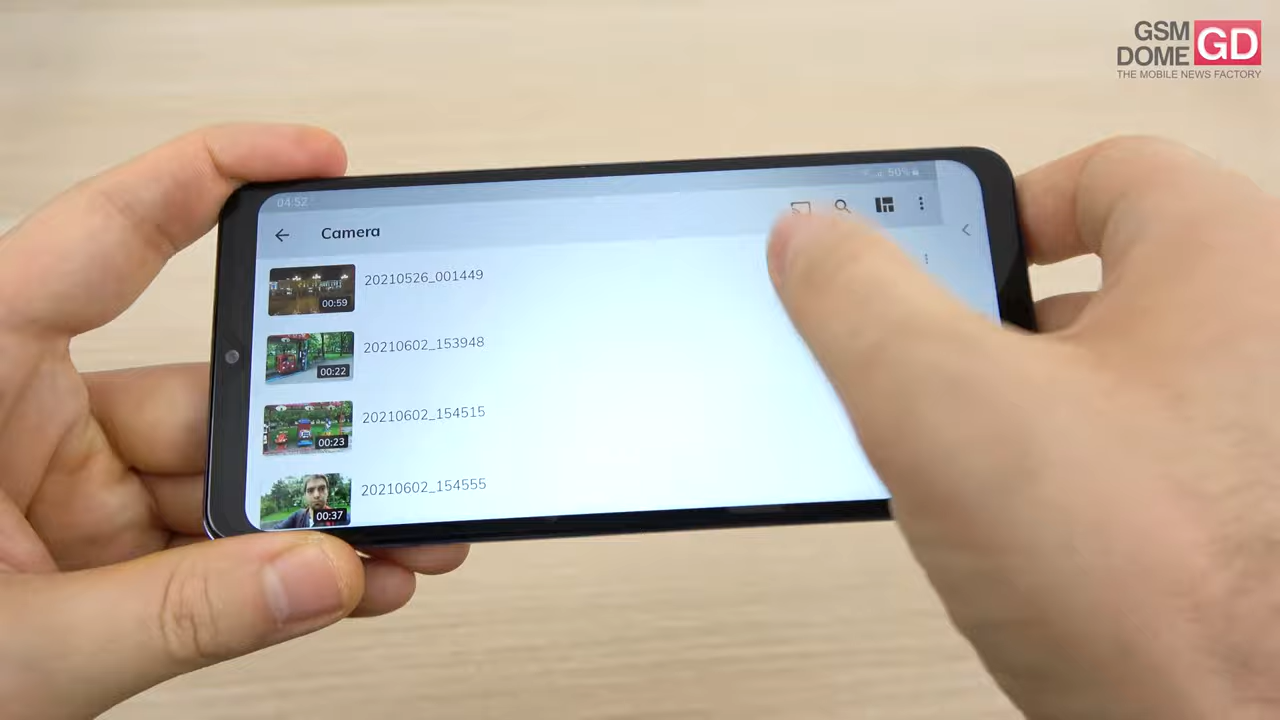 GSM
DOME GD
THE MOBILE NEWS FACTORY
04:52
50%
Camera
20210526_001449
00:59
20210602_153948
00:22
20210602_154515
00:23
20210602_154555
00:37